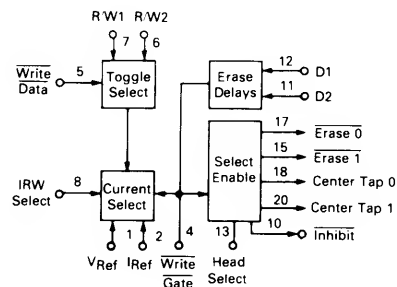 R/W1 R/W2
7 6
Write Data
5
Toggle Select
Erase Delays
12 D1
11 D2
IRW Select
8
Current Select
Select Enable
17 Erase 0
15 Erase 1
18 Center Tap 0
20 Center Tap 1
10 Inhibit
1 2 4 13
VRef IRef Write Gate Head Select